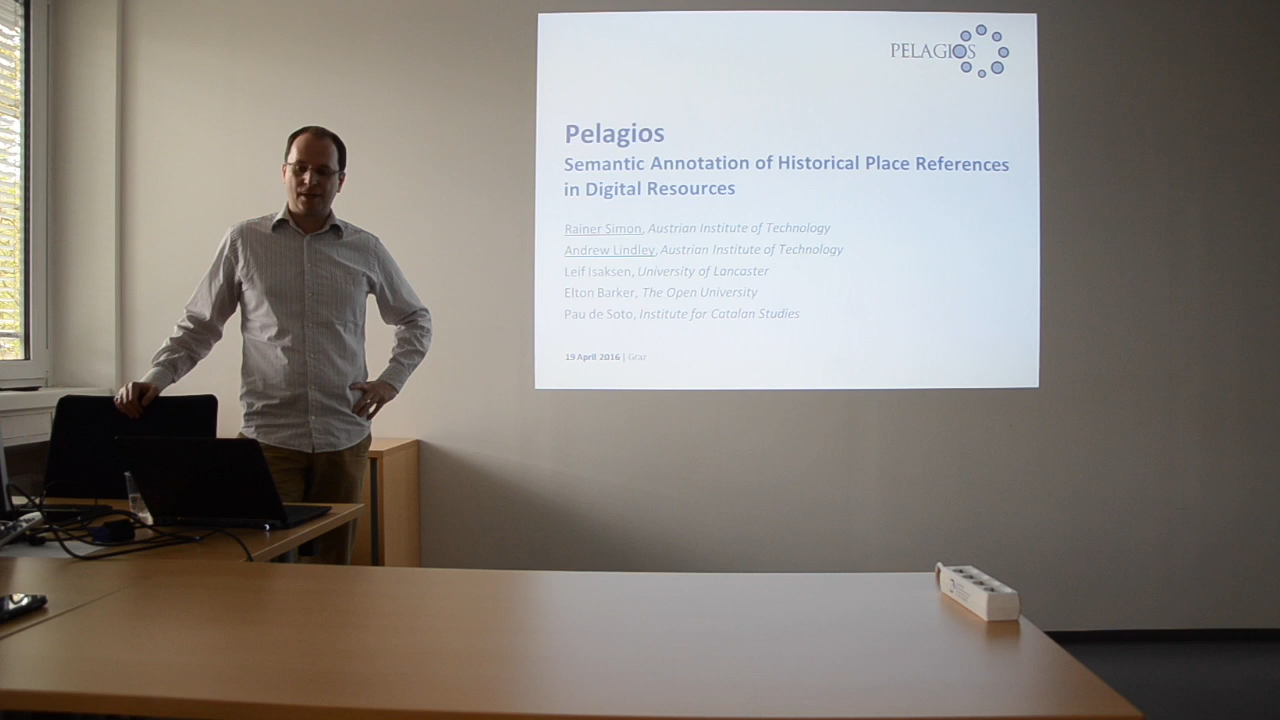 PELAGIOS
Pelagios
Semantic Annotation of Historical Place References
in Digital Resources
Rainer Simon, Austrian Institute of Technology
Andrew Lindley, Austrian Institute of Technology
Leif Isaksen, University of Lancaster
Elton Barker, The Open University
Pau de Soto, Institute for Catalan Studies
19 April 2016 | Graz